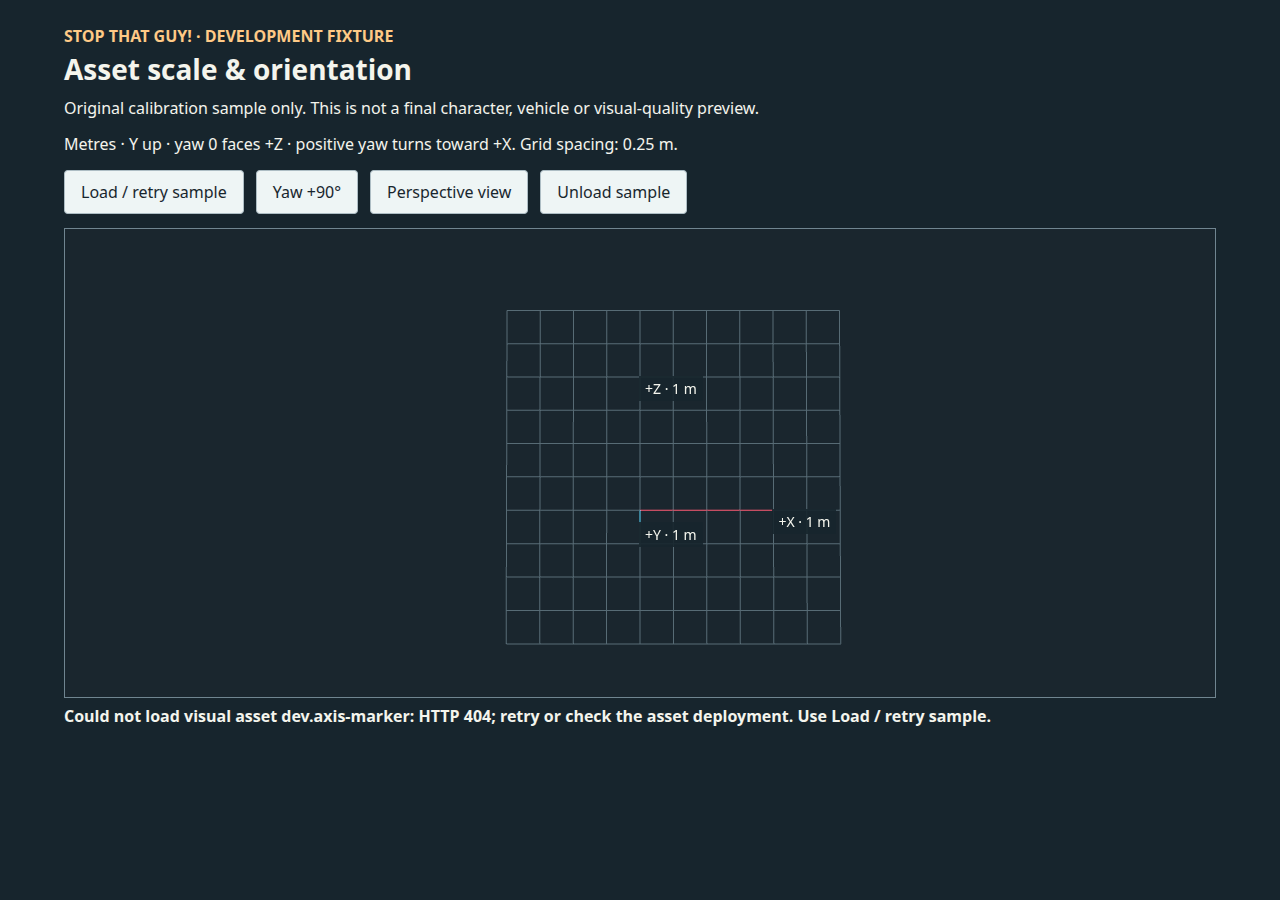 STOP THAT GUY! · DEVELOPMENT FIXTURE
Asset scale & orientation
Original calibration sample only. This is not a final character, vehicle or visual-quality preview.
Metres · Y up · yaw 0 faces +Z · positive yaw turns toward +X. Grid spacing: 0.25 m.
Load / retry sample
Yaw +90°
Perspective view
Unload sample
+Z · 1 m
+X · 1 m
+Y · 1 m
Could not load visual asset dev.axis-marker: HTTP 404; retry or check the asset deployment. Use Load / retry sample.